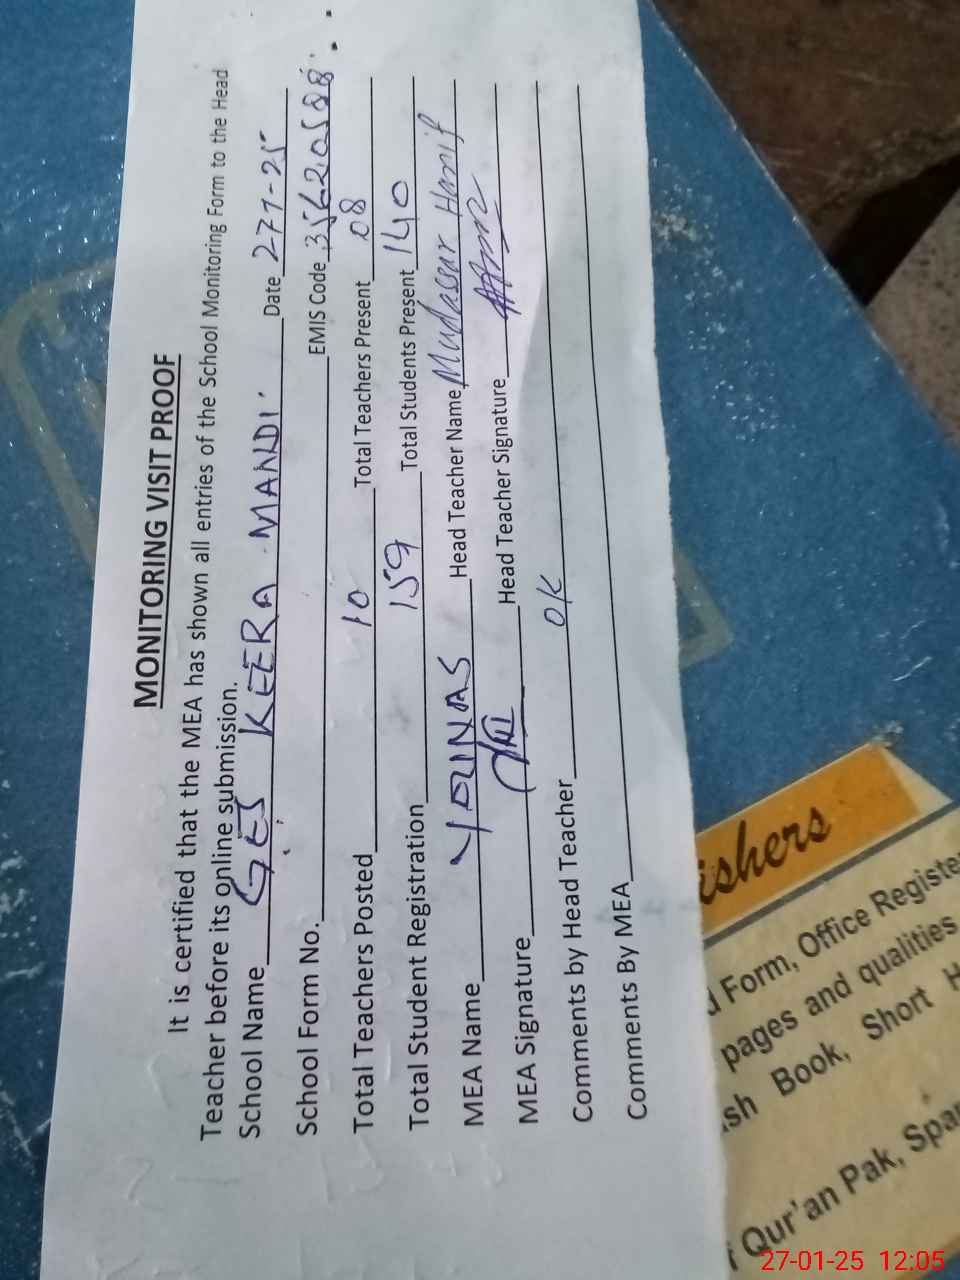 MONITORING VISIT PROOF
It is certified that the MEA has shown all entries of the School Monitoring Form to the Head
Teacher before its online submission.
School Name GES KEERA MANDI. Date 27-1-25
School Form No. EMIS Code 35620588
Total Teachers Posted 10 Total Teachers Present 08
Total Student Registration 159 Total Students Present 140
MEA Name YOUNAS Head Teacher Name Mudassar Hanif
MEA Signature Head Teacher Signature
Comments by Head Teacher ok
Comments By MEA
ishers
d Form, Office Registe
pages and qualities
sh Book, Short H
Qur'an Pak, Spa
27-01-25 12:05